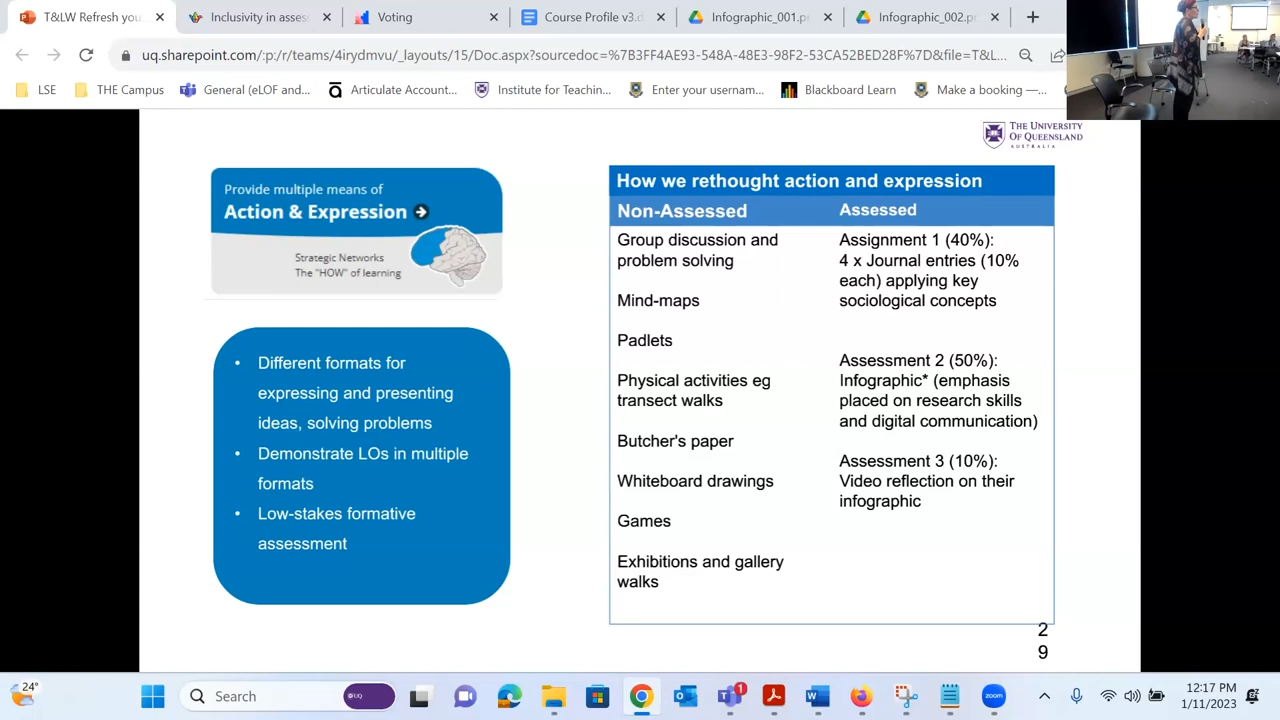 T&LW Refresh you
Inclusivity in asses
Voting
Course Profile v3.d
Infographic_001.p
Infographic_002.p
uq.sharepoint.com/:p:/r/teams/4irydmvu/_layouts/15/Doc.aspx?sourcedoc=%7B3FF4AE93-548A-48E3-98F2-53CA52BED28F%7D&file=T&L...
LSE
THE Campus
General (eLOF and...
Articulate Account...
Institute for Teachin...
Enter your usernam...
Blackboard Learn
Make a booking —...
THE UNIVERSITY
OF QUEENSLAND
AUSTRALIA
Provide multiple means of
Action & Expression
Strategic Networks
The "HOW" of learning
• Different formats for
expressing and presenting
ideas, solving problems
• Demonstrate LOs in multiple
formats
• Low-stakes formative
assessment
How we rethought action and expression
Non-Assessed
Group discussion and
problem solving
Mind-maps
Padlets
Physical activities eg
transect walks
Butcher's paper
Whiteboard drawings
Games
Exhibitions and gallery
walks
Assessed
Assignment 1 (40%):
4 x Journal entries (10%
each) applying key
sociological concepts
Assessment 2 (50%):
Infographic* (emphasis
placed on research skills
and digital communication)
Assessment 3 (10%):
Video reflection on their
infographic
2
9
24°
Search
UQ
1
zoom
12:17 PM
1/11/2023